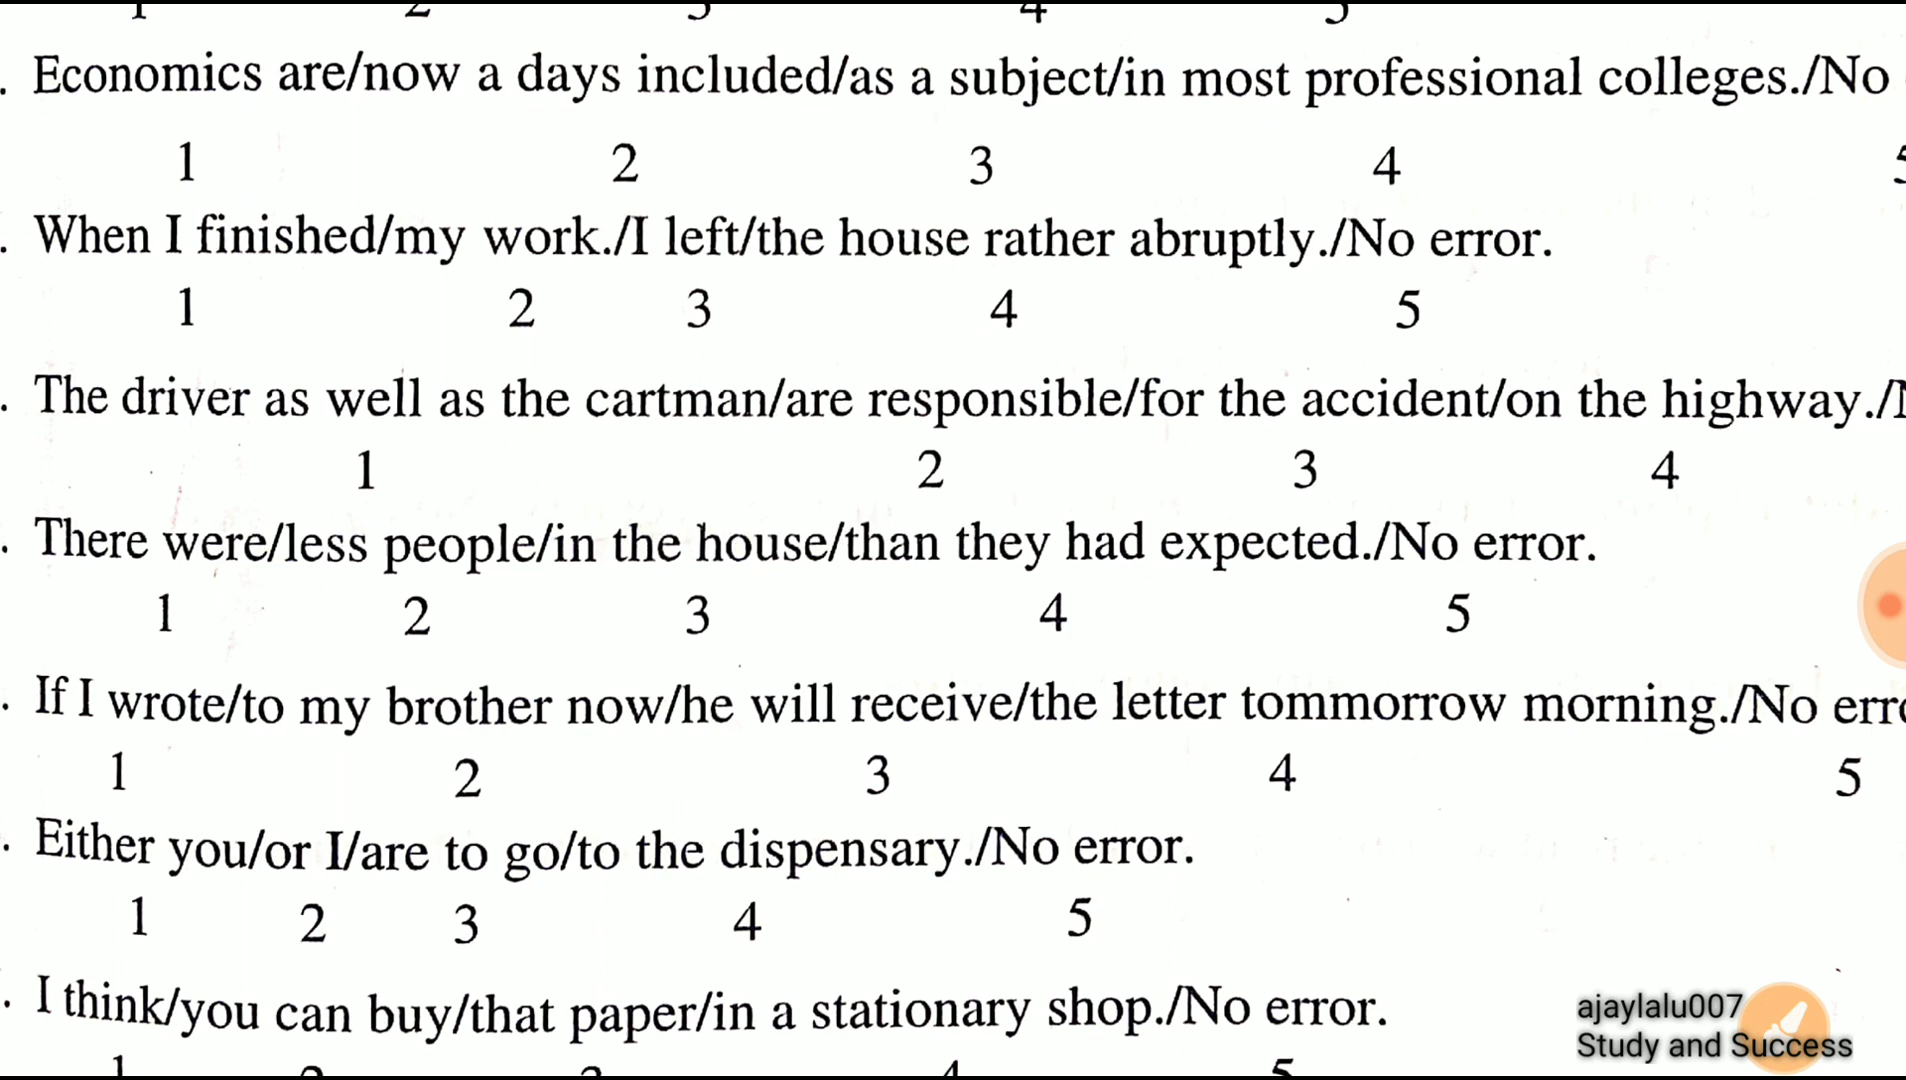 . Economics are/now a days included/as a subject/in most professional colleges./No
1 2 3 4
. When I finished/my work./I left/the house rather abruptly./No error.
1 2 3 4 5
. The driver as well as the cartman/are responsible/for the accident/on the highway./
1 2 3 4
. There were/less people/in the house/than they had expected./No error.
1 2 3 4 5
. If I wrote/to my brother now/he will receive/the letter tommorrow morning./No erro
1 2 3 4 5
. Either you/or I/are to go/to the dispensary./No error.
1 2 3 4 5
. I think/you can buy/that paper/in a stationary shop./No error.
ajaylalu007
Study and Success